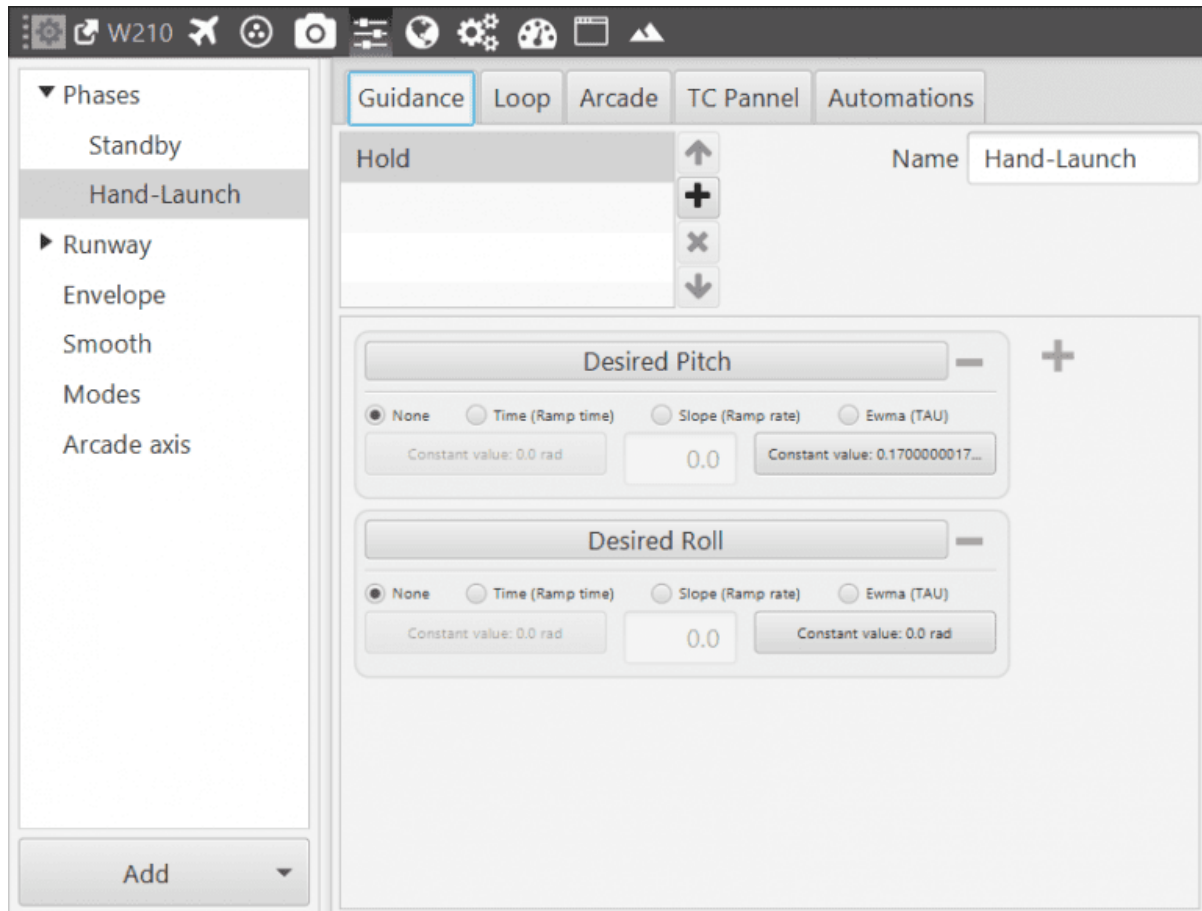 W210
Phases
Standby
Hand-Launch
Runway
Envelope
Smooth
Modes
Arcade axis
Add
Guidance Loop Arcade TC Pannel Automations
Hold
Name Hand-Launch
Desired Pitch
None Time (Ramp time) Slope (Ramp rate) Ewma (TAU)
Constant value: 0.0 rad 0.0 Constant value: 0.1700000017...
Desired Roll
None Time (Ramp time) Slope (Ramp rate) Ewma (TAU)
Constant value: 0.0 rad 0.0 Constant value: 0.0 rad